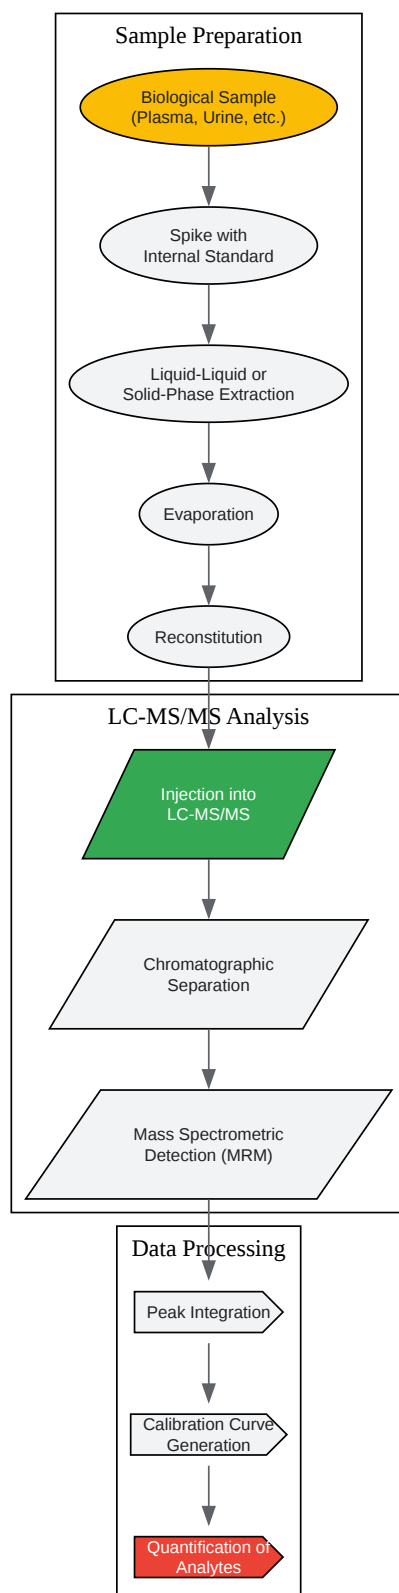 Sample Preparation
Biological Sample
(Plasma, Urine, etc.)
Spike with
Internal Standard
Liquid-Liquid or
Solid-Phase Extraction
Evaporation
Reconstitution
LC-MS/MS Analysis
Injection into
LC-MS/MS
Chromatographic
Separation
Mass Spectrometric
Detection (MRM)
Data Processing
Peak Integration
Calibration Curve
Generation
Quantification of
Analytes